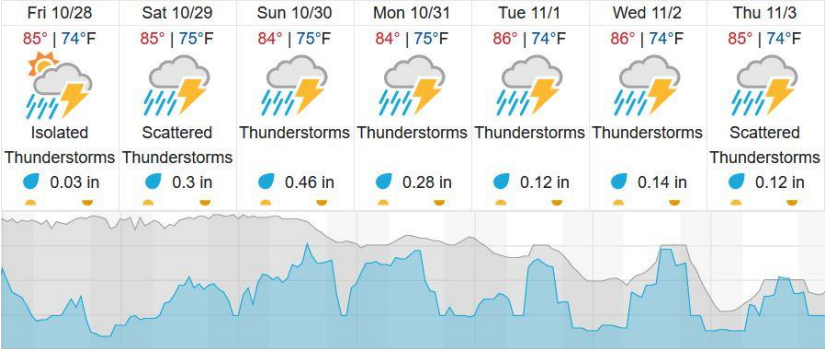 Fri 10/28 Sat 10/29 Sun 10/30 Mon 10/31 Tue 11/1 Wed 11/2 Thu 11/3
85° | 74°F 85° | 75°F 84° | 75°F 84° | 75°F 86° | 74°F 86° | 74°F 85° | 74°F
Isolated Scattered Thunderstorms Thunderstorms Thunderstorms Thunderstorms Scattered
Thunderstorms Thunderstorms Thunderstorms
0.03 in 0.3 in 0.46 in 0.28 in 0.12 in 0.14 in 0.12 in